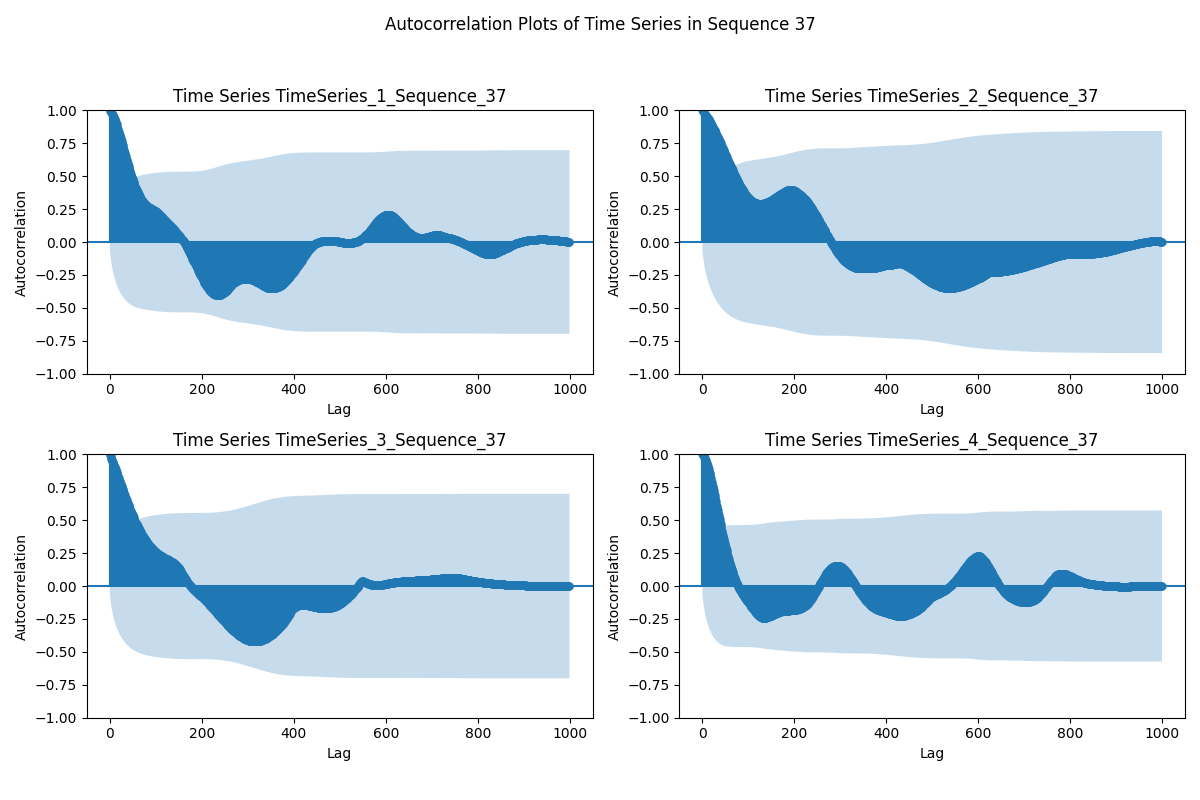 Autocorrelation Plots of Time Series in Sequence 37
Time Series TimeSeries_1_Sequence_37
1.00
0.75
0.50
0.25
0.00
−0.25
−0.50
−0.75
−1.00
Autocorrelation
0 200 400 600 800 1000
Lag
Time Series TimeSeries_2_Sequence_37
1.00
0.75
0.50
0.25
0.00
−0.25
−0.50
−0.75
−1.00
Autocorrelation
0 200 400 600 800 1000
Lag
Time Series TimeSeries_3_Sequence_37
1.00
0.75
0.50
0.25
0.00
−0.25
−0.50
−0.75
−1.00
Autocorrelation
0 200 400 600 800 1000
Lag
Time Series TimeSeries_4_Sequence_37
1.00
0.75
0.50
0.25
0.00
−0.25
−0.50
−0.75
−1.00
Autocorrelation
0 200 400 600 800 1000
Lag